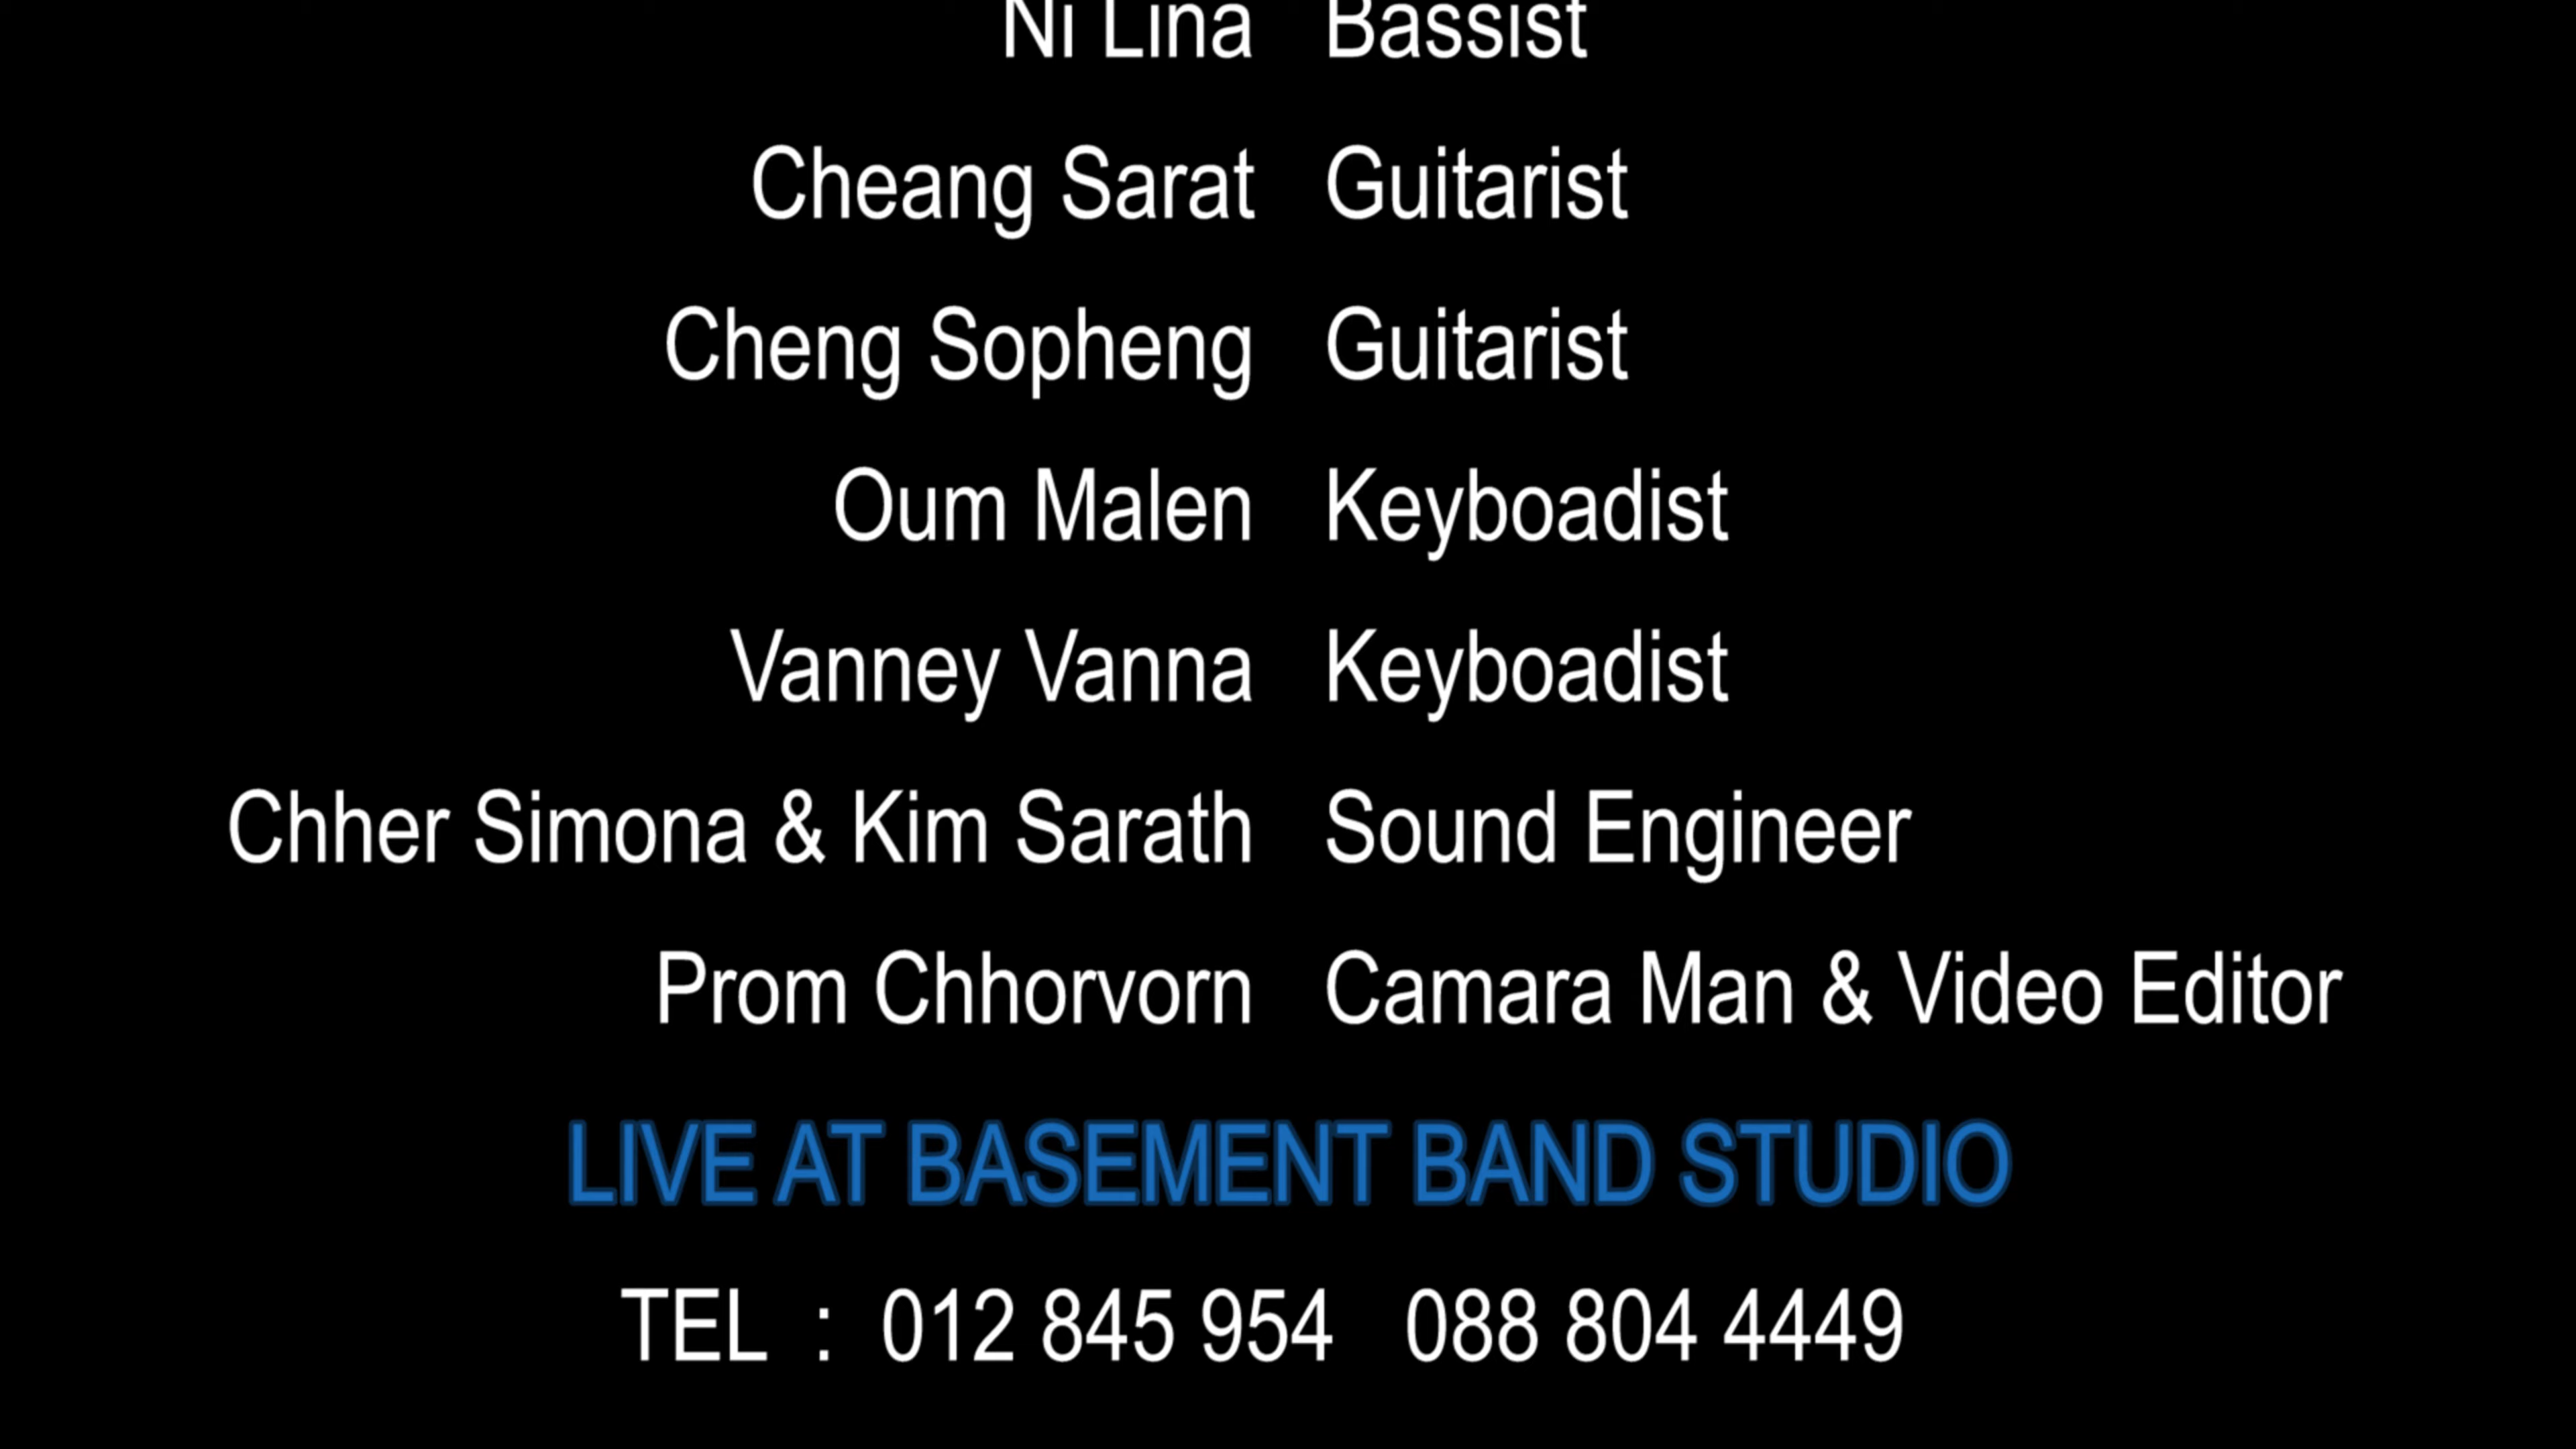 Ni Lina Bassist
Cheang Sarat Guitarist
Cheng Sopheng Guitarist
Oum Malen Keyboadist
Vanney Vanna Keyboadist
Chher Simona & Kim Sarath Sound Engineer
Prom Chhorvorn Camara Man & Video Editor
LIVE AT BASEMENT BAND STUDIO
TEL : 012 845 954 088 804 4449